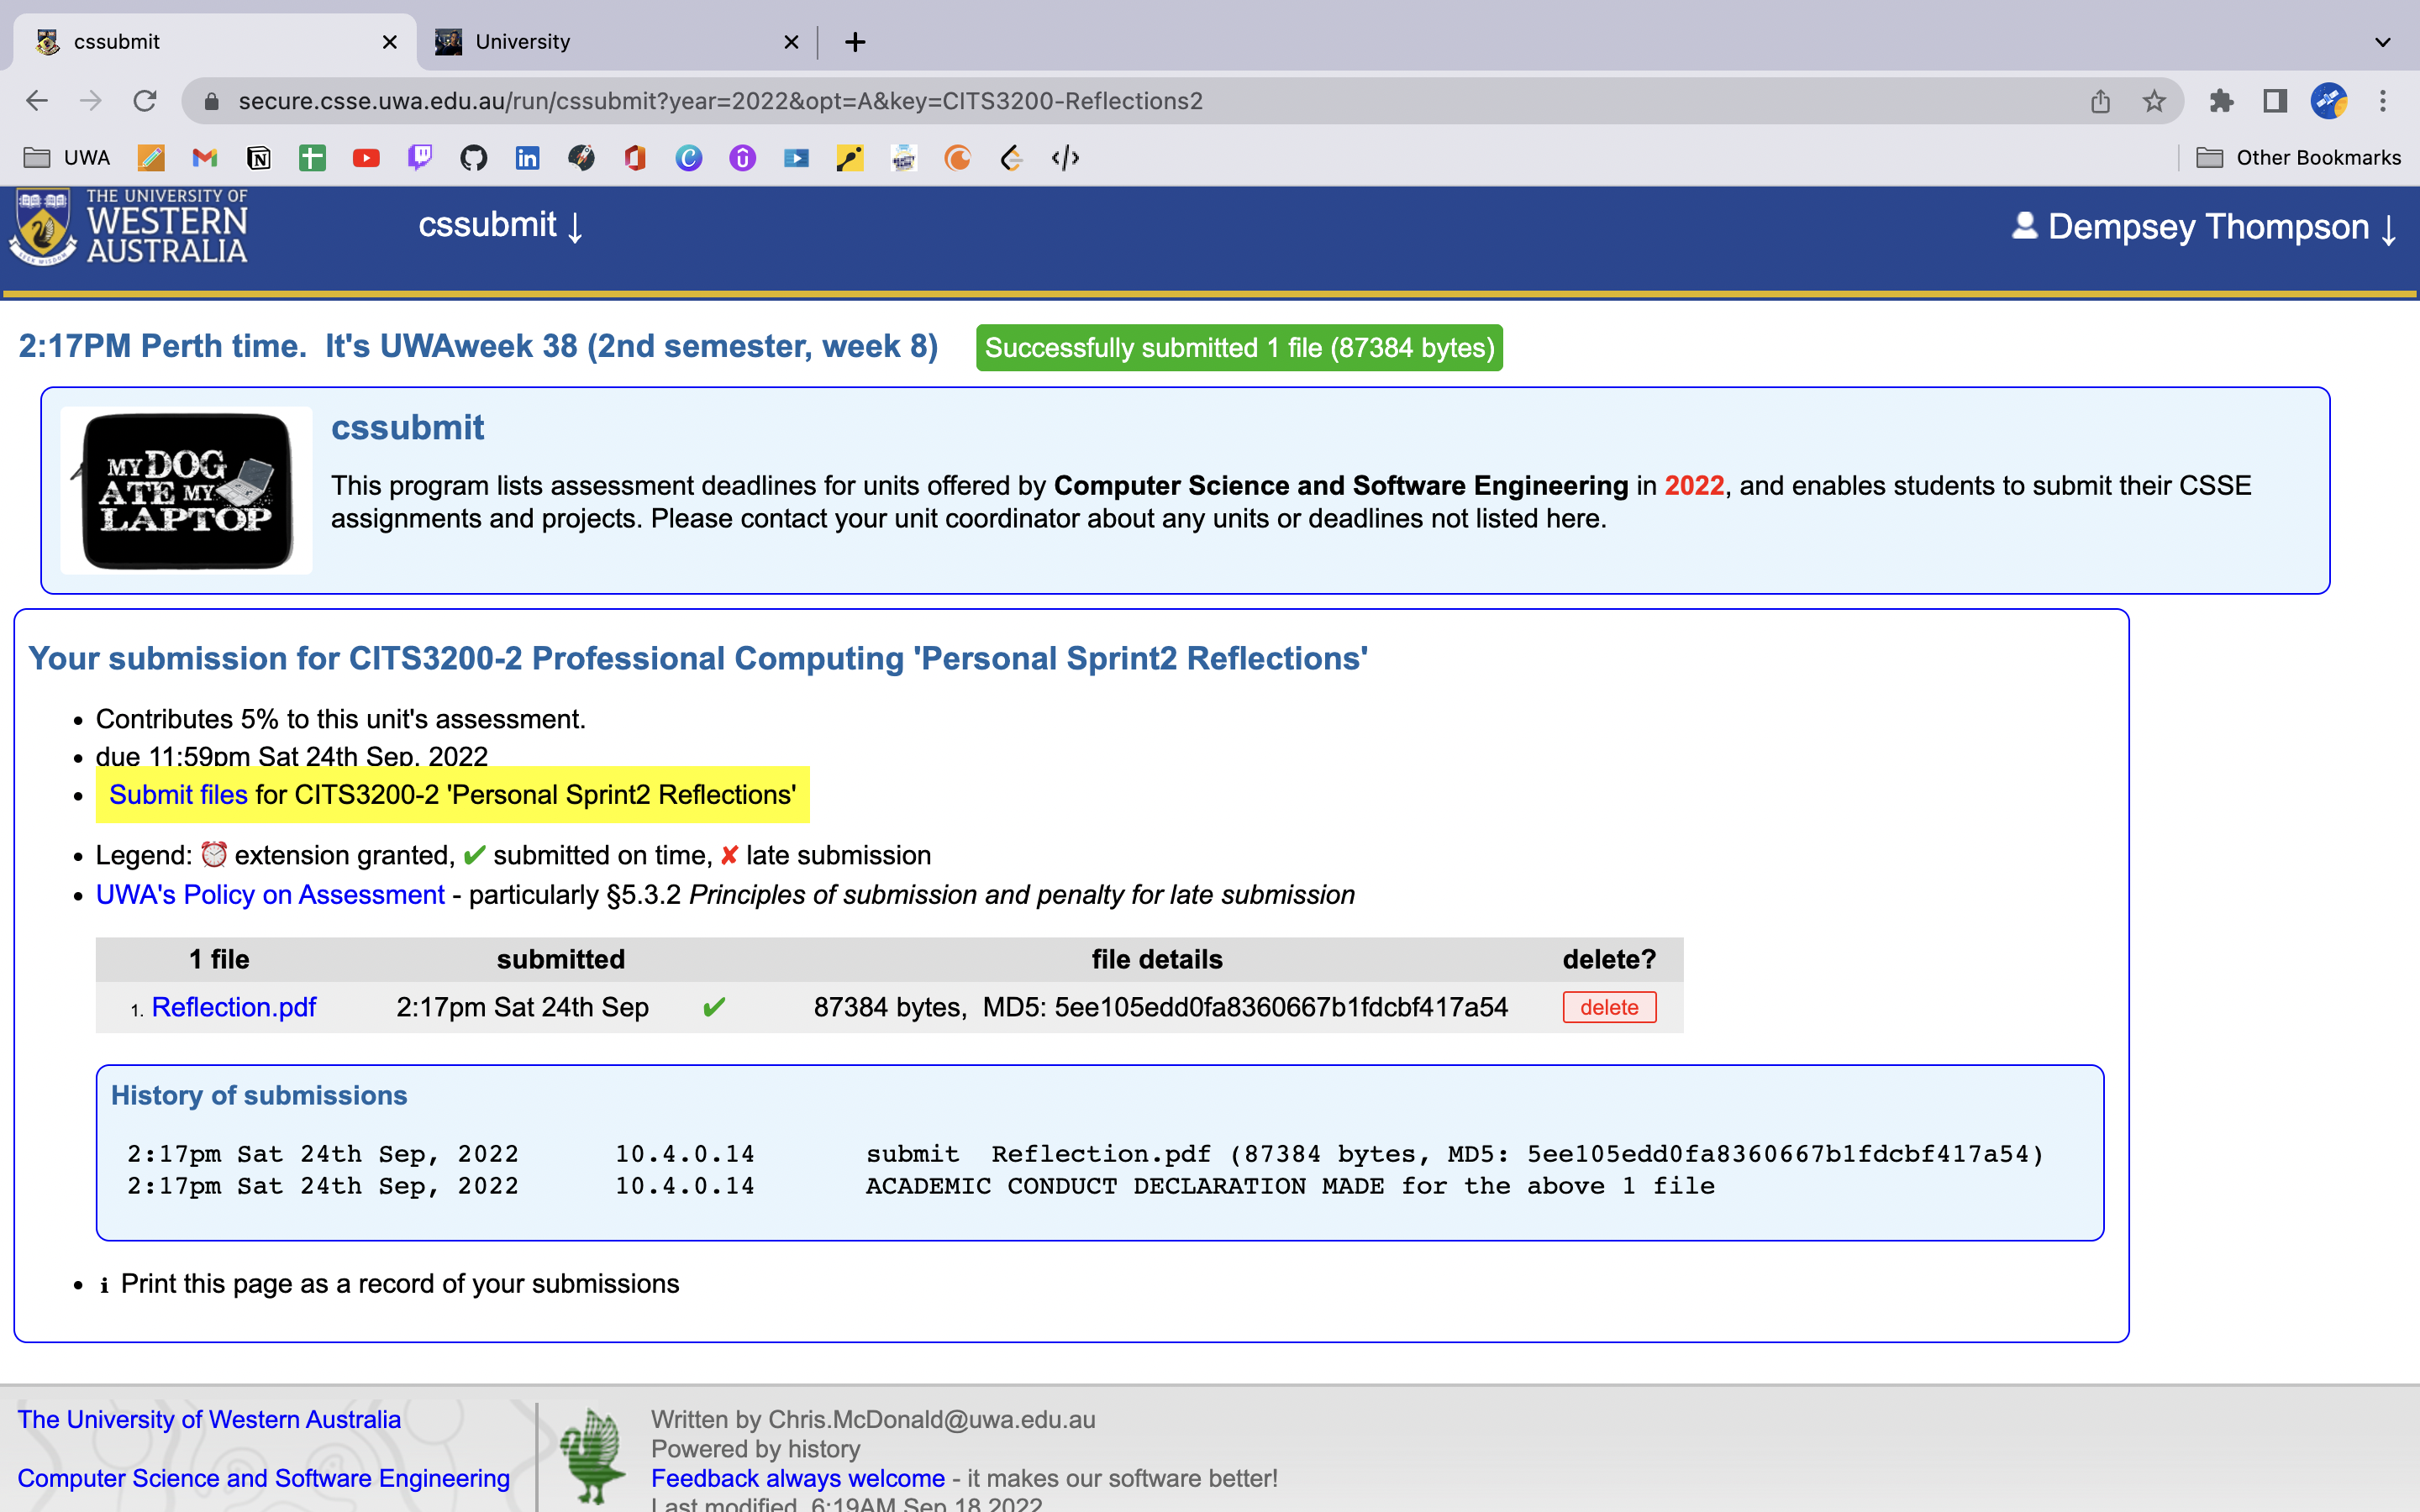 cssubmit
University
secure.csse.uwa.edu.au/run/cssubmit?year=2022&opt=A&key=CITS3200-Reflections2
UWA
Other Bookmarks
THE UNIVERSITY OF
WESTERN
AUSTRALIA
SEEK WISDOM
cssubmit ↓
Dempsey Thompson ↓
2:17PM Perth time. It's UWAweek 38 (2nd semester, week 8)
Successfully submitted 1 file (87384 bytes)
MY DOG
ATE MY
LAPTOP
cssubmit
This program lists assessment deadlines for units offered by Computer Science and Software Engineering in 2022, and enables students to submit their CSSE
assignments and projects. Please contact your unit coordinator about any units or deadlines not listed here.
Your submission for CITS3200-2 Professional Computing 'Personal Sprint2 Reflections'
• Contributes 5% to this unit's assessment.
• due 11:59pm Sat 24th Sep, 2022
• Submit files for CITS3200-2 'Personal Sprint2 Reflections'
• Legend: ⏰ extension granted, ✔ submitted on time, ✘ late submission
• UWA's Policy on Assessment - particularly §5.3.2 Principles of submission and penalty for late submission
1 file submitted file details delete?
1. Reflection.pdf 2:17pm Sat 24th Sep ✔ 87384 bytes, MD5: 5ee105edd0fa8360667b1fdcbf417a54 delete
History of submissions
2:17pm Sat 24th Sep, 2022 10.4.0.14 submit Reflection.pdf (87384 bytes, MD5: 5ee105edd0fa8360667b1fdcbf417a54)
2:17pm Sat 24th Sep, 2022 10.4.0.14 ACADEMIC CONDUCT DECLARATION MADE for the above 1 file
• ℹ Print this page as a record of your submissions
The University of Western Australia
Computer Science and Software Engineering
Written by Chris.McDonald@uwa.edu.au
Powered by history
Feedback always welcome - it makes our software better!
Last modified 6:19AM Sep 18 2022